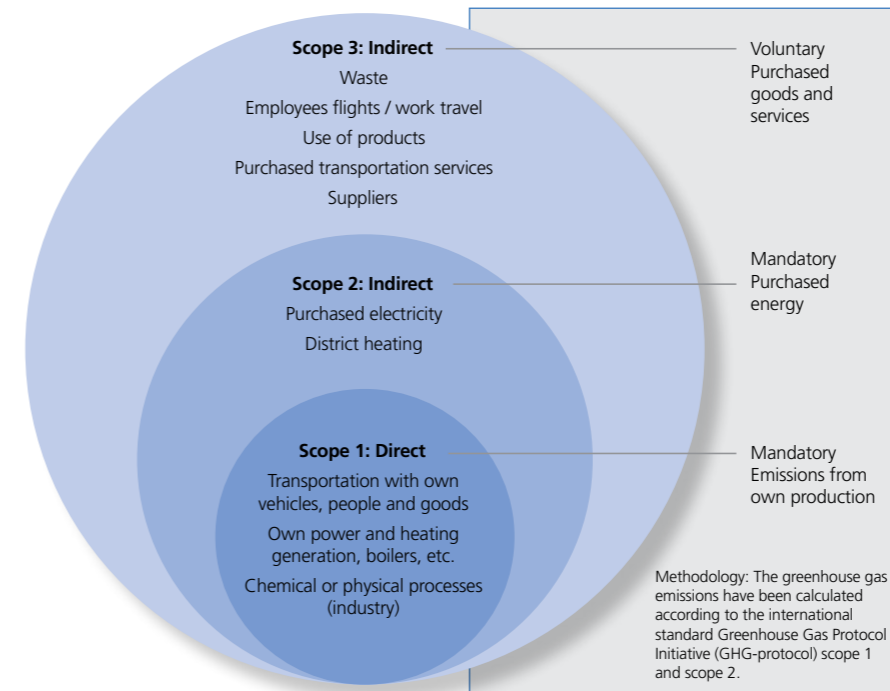 Scope 3: Indirect
Waste
Employees flights / work travel
Use of products
Purchased transportation services
Suppliers
Voluntary
Purchased
goods and
services
Scope 2: Indirect
Purchased electricity
District heating
Mandatory
Purchased
energy
Scope 1: Direct
Transportation with own
vehicles, people and goods
Own power and heating
generation, boilers, etc.
Chemical or physical processes
(industry)
Mandatory
Emissions from
own production
Methodology: The greenhouse gas
emissions have been calculated
according to the international
standard Greenhouse Gas Protocol
Initiative (GHG-protocol) scope 1
and scope 2.